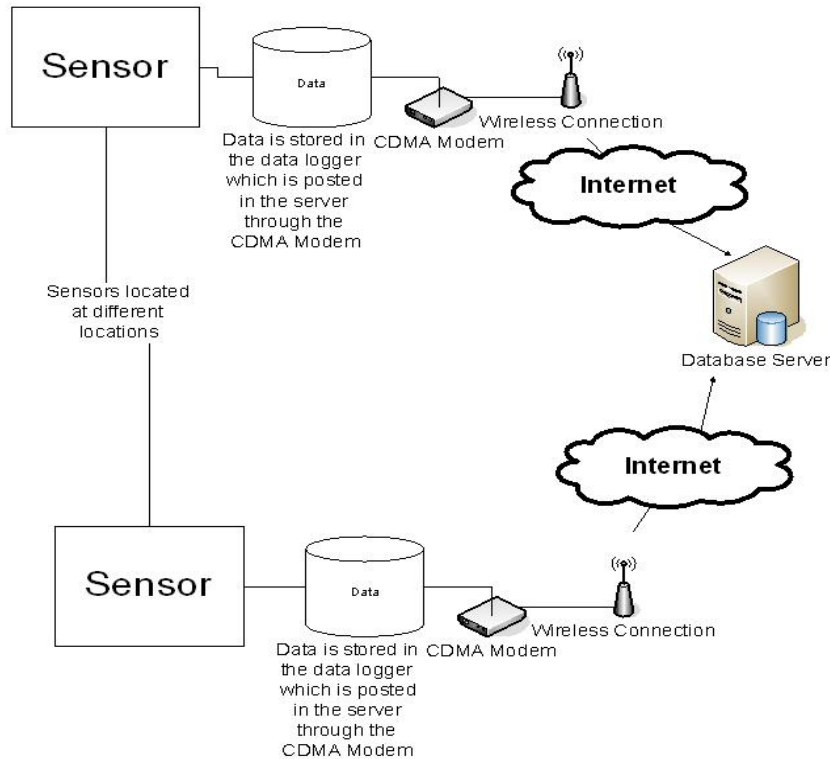 Sensor
Data
Data is stored in
the data logger
which is posted
in the server
through the
CDMA Modem
CDMA Modem
Wireless Connection
Internet
Sensors located
at different
locations
Database Server
Internet
Sensor
Data
Data is stored in
the data logger
which is posted
in the server
through the
CDMA Modem
CDMA Modem
Wireless Connection